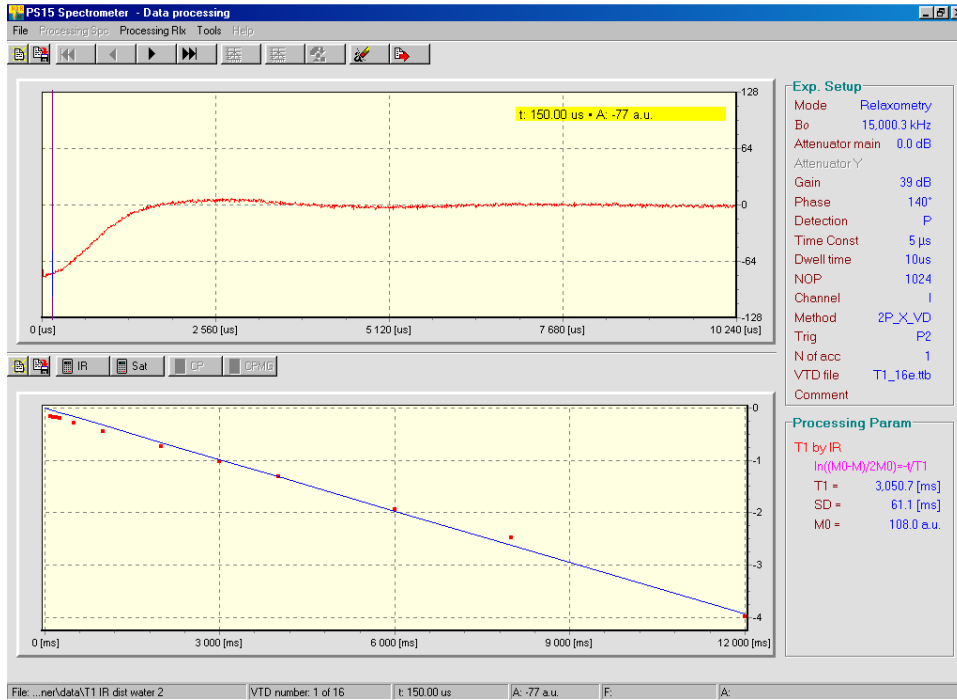 PS15 Spectrometer - Data processing
File Processing Spc Processing Rlx Tools Help
t: 150.00 us • A: -77 a.u.
128
64
0
-64
-128
0 [us] 2 560 [us] 5 120 [us] 7 680 [us] 10 240 [us]
Exp. Setup
Mode Relaxometry
Bo 15,000.3 kHz
Attenuator main 0.0 dB
Attenuator Y
Gain 39 dB
Phase 140°
Detection P
Time Const 5 µs
Dwell time 10us
NOP 1024
Channel I
Method 2P_X_VD
Trig P2
N of acc 1
VTD file T1_16e.ttb
Comment
IR Sat CP CPMG
0
-1
-2
-3
-4
0 [ms] 3 000 [ms] 6 000 [ms] 9 000 [ms] 12 000 [ms]
Processing Param
T1 by IR
ln((M0-M)/2M0)=-t/T1
T1 = 3,050.7 [ms]
SD = 61.1 [ms]
M0 = 108.0 a.u.
File: ...ner\data\T1 IR dist water 2 VTD number: 1 of 16 t: 150.00 us A: -77 a.u. F: A: